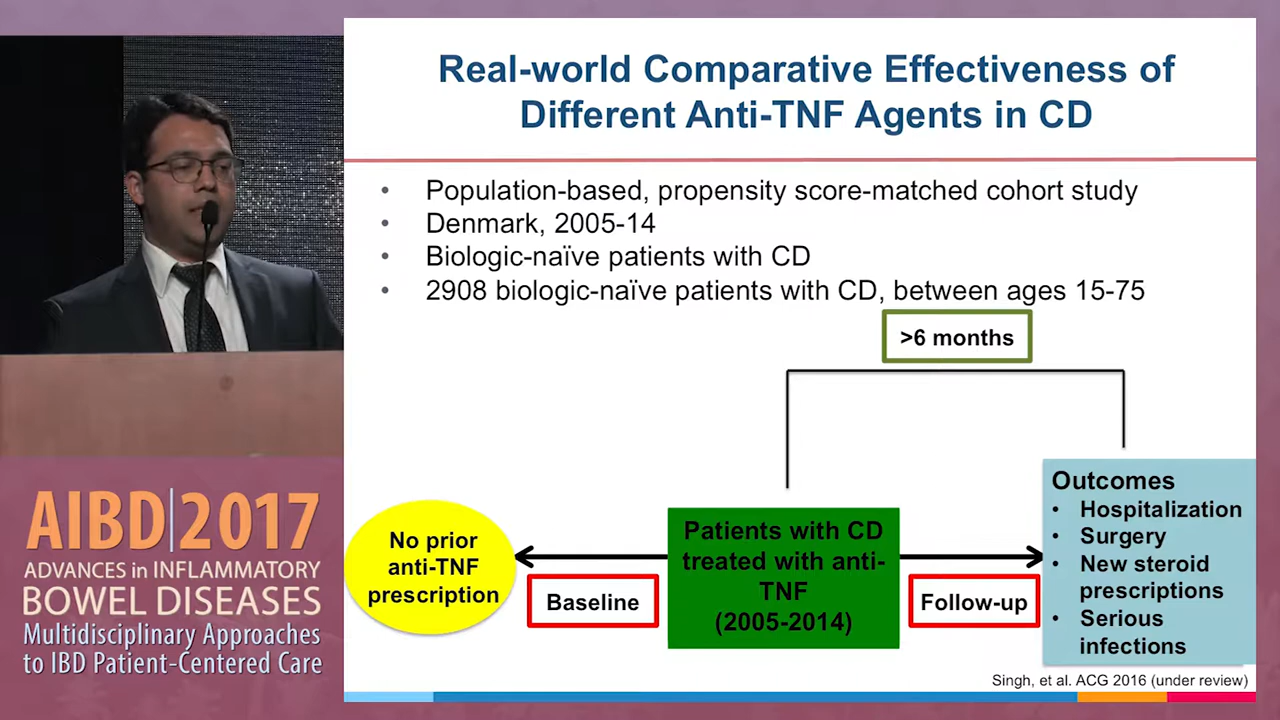 Real-world Comparative Effectiveness of
Different Anti-TNF Agents in CD
• Population-based, propensity score-matched cohort study
• Denmark, 2005-14
• Biologic-naïve patients with CD
• 2908 biologic-naïve patients with CD, between ages 15-75
>6 months
No prior
anti-TNF
prescription
Baseline
Patients with CD
treated with anti-
TNF
(2005-2014)
Follow-up
Outcomes
• Hospitalization
• Surgery
• New steroid
prescriptions
• Serious
infections
Singh, et al. ACG 2016 (under review)
AIBD|2017
ADVANCES in INFLAMMATORY
BOWEL DISEASES
Multidisciplinary Approaches
to IBD Patient-Centered Care